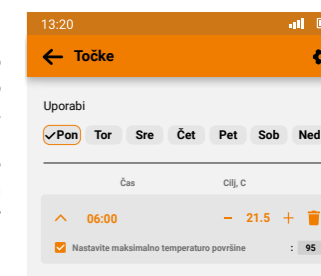 13:20
Točke
Uporabi
Pon Tor Sre Čet Pet Sob Ned
Čas Cilj, C
06:00 − 21.5 +
Nastavite maksimalno temperaturo površine : 95